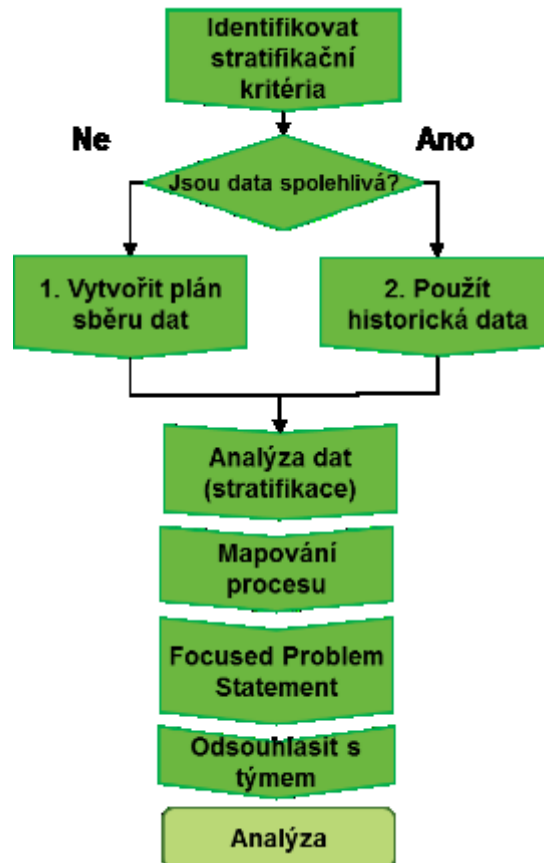 Identifikovat
stratifikační
kritéria
Ne
Ano
Jsou data spolehlivá?
1. Vytvořit plán
sběru dat
2. Použít
historická data
Analýza dat
(stratifikace)
Mapování
procesu
Focused Problem
Statement
Odsouhlasit s
týmem
Analýza